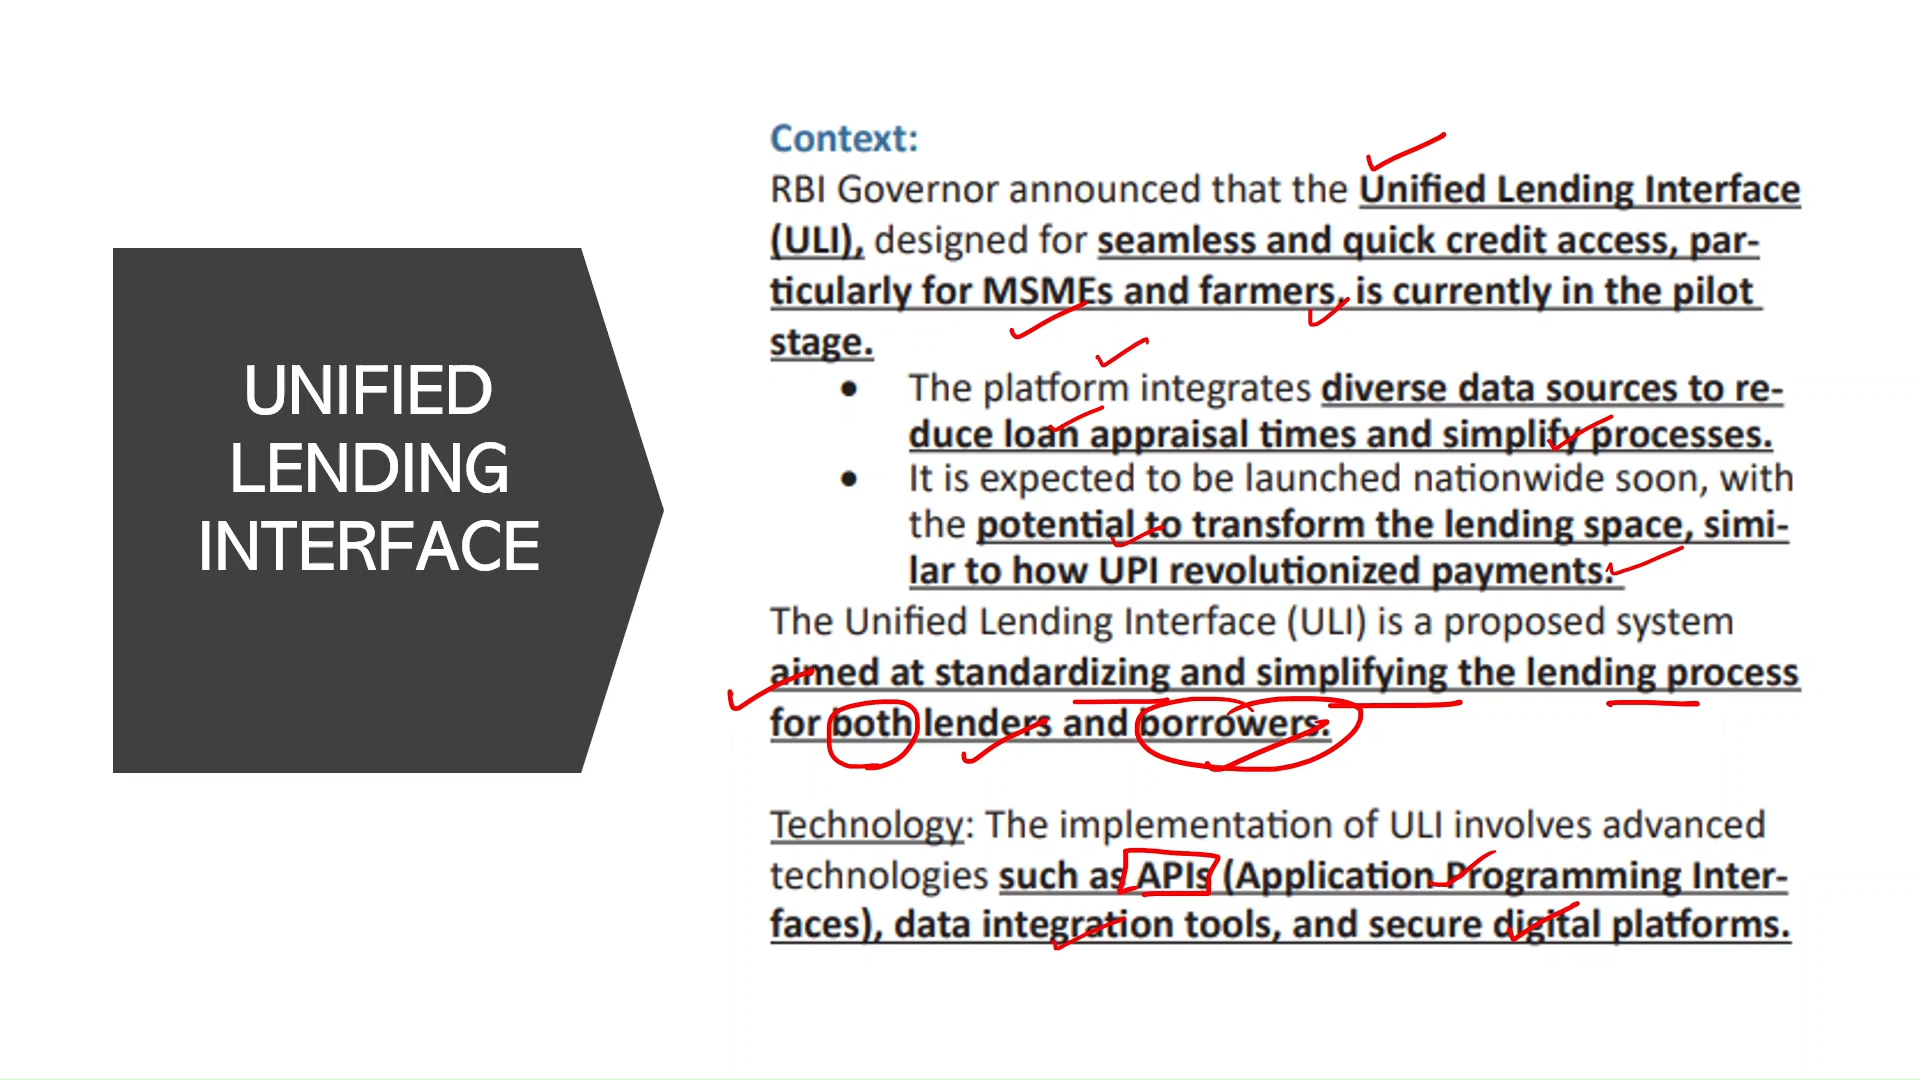 UNIFIED
LENDING
INTERFACE
Context:
RBI Governor announced that the Unified Lending Interface
(ULI), designed for seamless and quick credit access, par-
ticularly for MSMEs and farmers, is currently in the pilot
stage.
• The platform integrates diverse data sources to re-
duce loan appraisal times and simplify processes.
• It is expected to be launched nationwide soon, with
the potential to transform the lending space, simi-
lar to how UPI revolutionized payments.
The Unified Lending Interface (ULI) is a proposed system
aimed at standardizing and simplifying the lending process
for both lenders and borrowers.
Technology: The implementation of ULI involves advanced
technologies such as APIs (Application Programming Inter-
faces), data integration tools, and secure digital platforms.